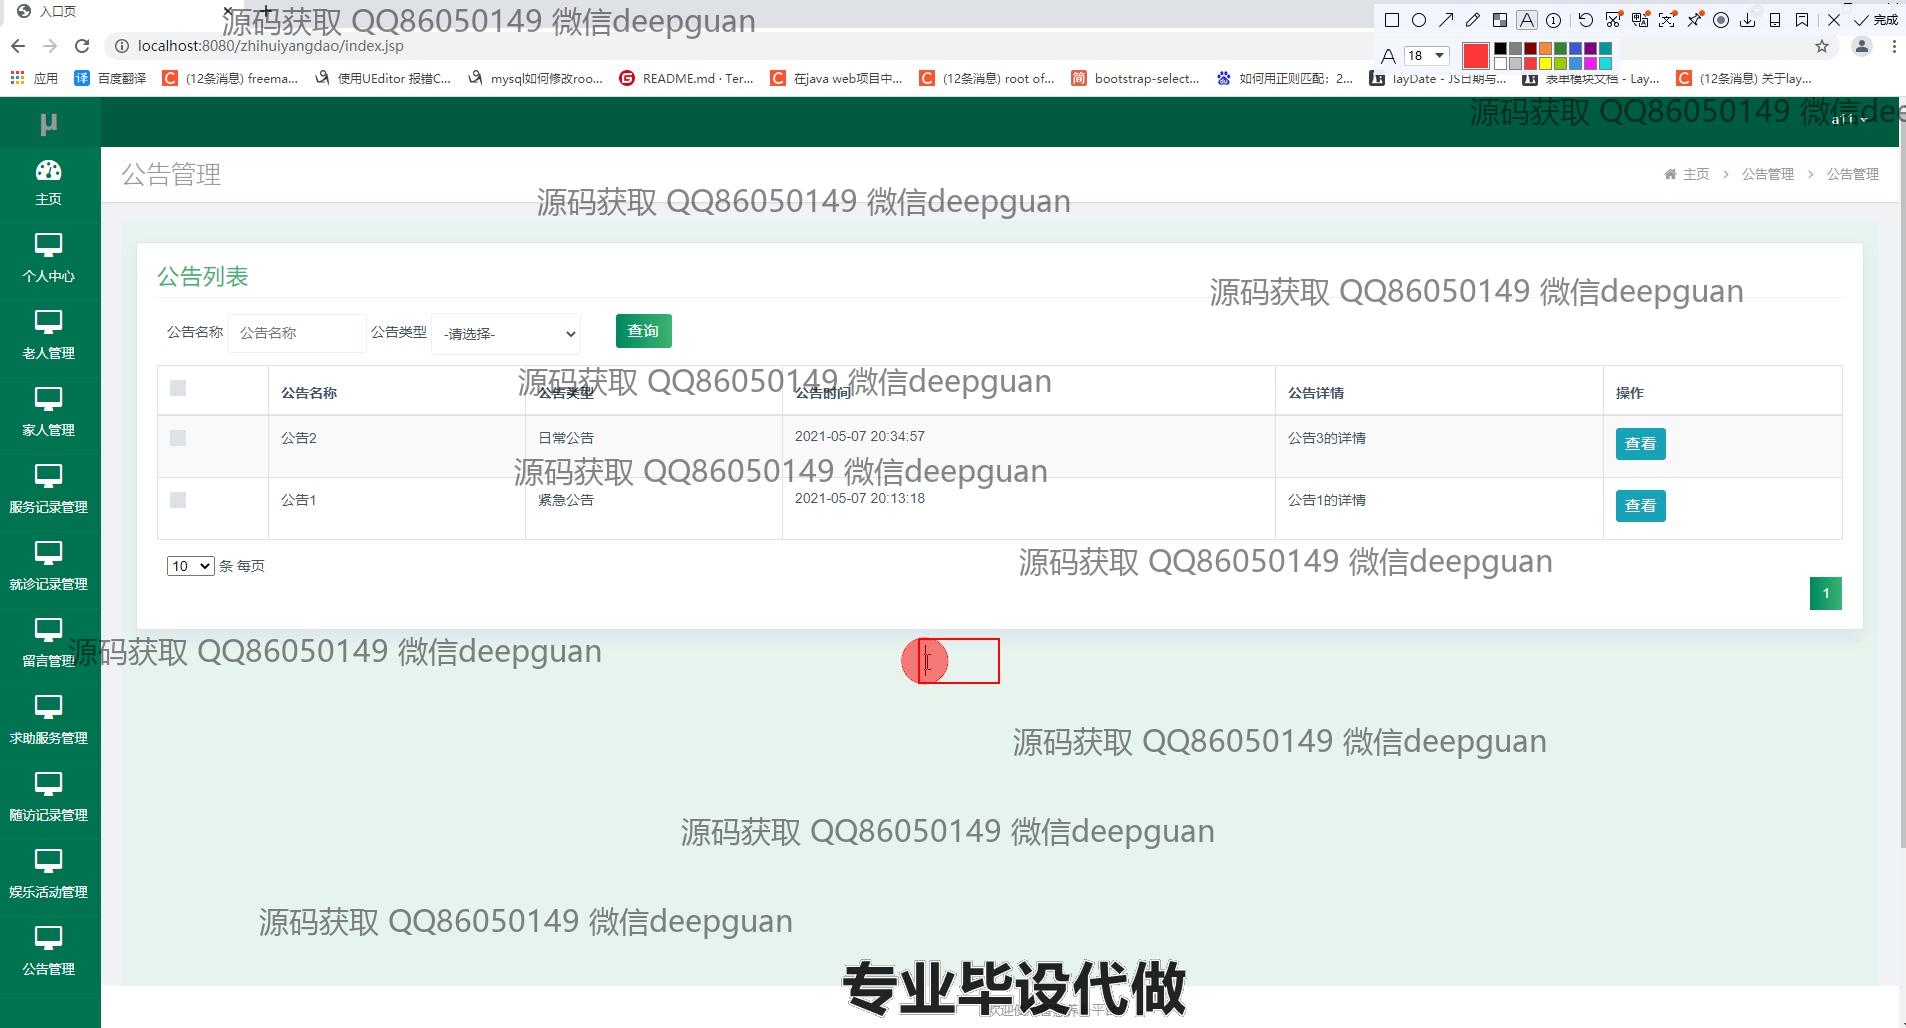 入口页
源码获取 QQ86050149 微信deepguan
完成
localhost:8080/zhihuiyangdao/index.jsp
18
应用 百度翻译 (12条消息) freema... 使用UEditor 报错C... mysql如何修改roo... README.md · Ter... 在java web项目中... (12条消息) root of... bootstrap-select... 如何用正则匹配：2... layDate - JS日期与... 表单模块文档 - Lay... (12条消息) 关于lay...
μ
源码获取 QQ86050149 微信dee
a11
主页
公告管理
主页 > 公告管理 > 公告管理
源码获取 QQ86050149 微信deepguan
个人中心
公告列表
源码获取 QQ86050149 微信deepguan
老人管理
公告名称 公告名称 公告类型 -请选择- 查询
源码获取 QQ86050149 微信deepguan
公告名称 公告类型 公告时间 公告详情 操作
家人管理
公告2 日常公告 2021-05-07 20:34:57 公告3的详情 查看
源码获取 QQ86050149 微信deepguan
公告1 紧急公告 2021-05-07 20:13:18 公告1的详情 查看
服务记录管理
源码获取 QQ86050149 微信deepguan
10 条 每页
就诊记录管理
1
源码获取 QQ86050149 微信deepguan
留言管理
求助服务管理
源码获取 QQ86050149 微信deepguan
随访记录管理
源码获取 QQ86050149 微信deepguan
娱乐活动管理
源码获取 QQ86050149 微信deepguan
公告管理
专业毕设代做